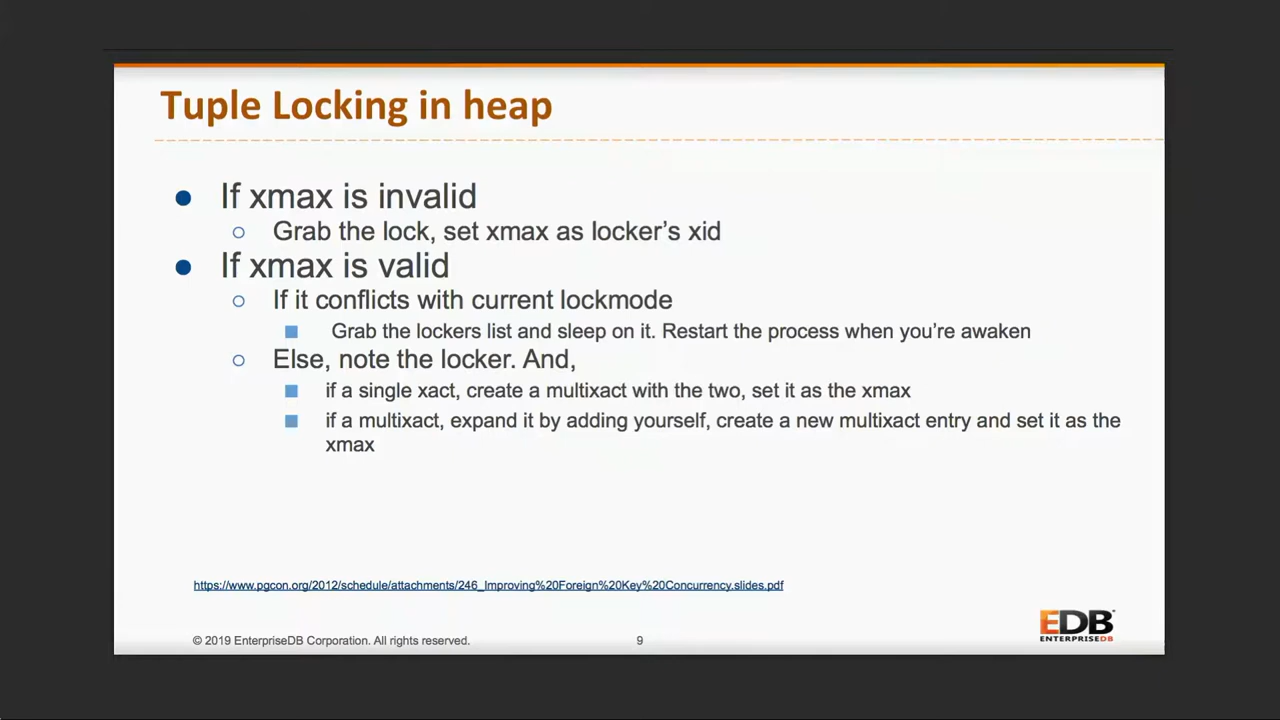 Tuple Locking in heap
● If xmax is invalid
○ Grab the lock, set xmax as locker’s xid
● If xmax is valid
○ If it conflicts with current lockmode
■ Grab the lockers list and sleep on it. Restart the process when you’re awaken
○ Else, note the locker. And,
■ if a single xact, create a multixact with the two, set it as the xmax
■ if a multixact, expand it by adding yourself, create a new multixact entry and set it as the
xmax
https://www.pgcon.org/2012/schedule/attachments/246_Improving%20Foreign%20Key%20Concurrency.slides.pdf
© 2019 EnterpriseDB Corporation. All rights reserved.
9
EDB
ENTERPRISEDB